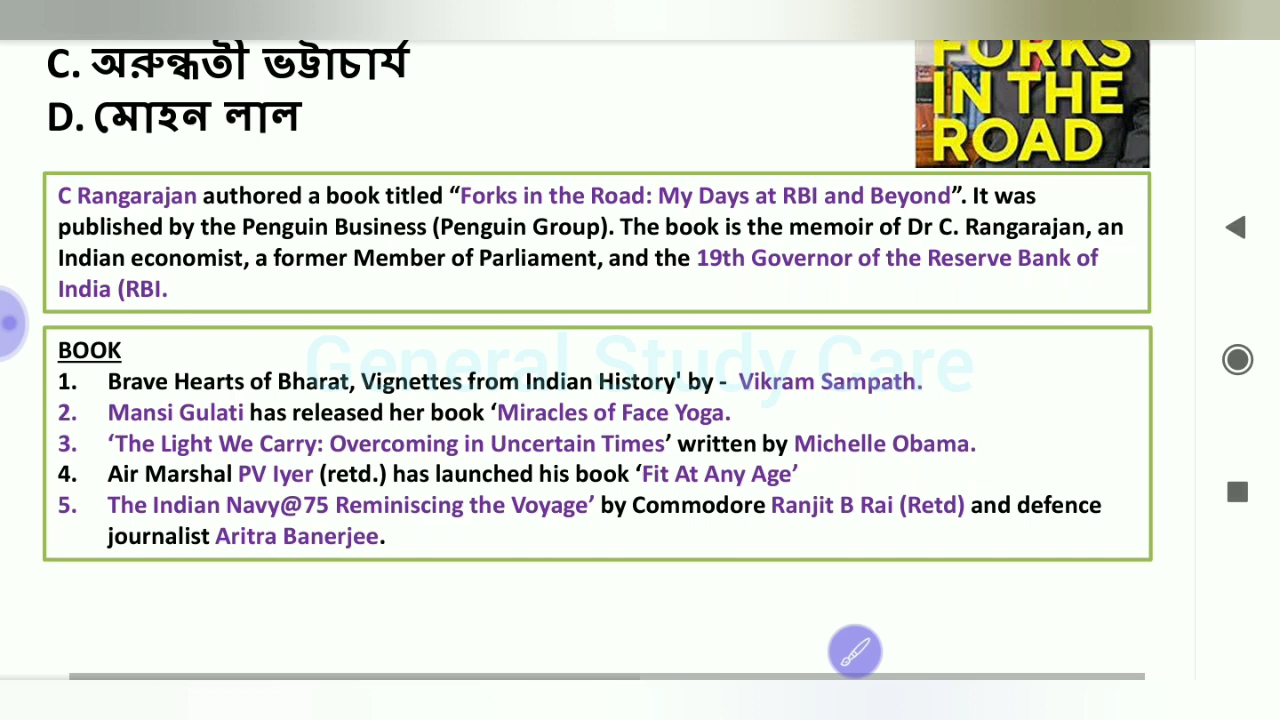 C. অরুন্ধতী ভট্টাচার্য
D. মোহন লাল
FORKS
IN THE
ROAD
C Rangarajan authored a book titled “Forks in the Road: My Days at RBI and Beyond”. It was
published by the Penguin Business (Penguin Group). The book is the memoir of Dr C. Rangarajan, an
Indian economist, a former Member of Parliament, and the 19th Governor of the Reserve Bank of
India (RBI.
BOOK
General Study Care
1. Brave Hearts of Bharat, Vignettes from Indian History' by - Vikram Sampath.
2. Mansi Gulati has released her book ‘Miracles of Face Yoga.
3. ‘The Light We Carry: Overcoming in Uncertain Times’ written by Michelle Obama.
4. Air Marshal PV Iyer (retd.) has launched his book ‘Fit At Any Age’
5. The Indian Navy@75 Reminiscing the Voyage’ by Commodore Ranjit B Rai (Retd) and defence
journalist Aritra Banerjee.